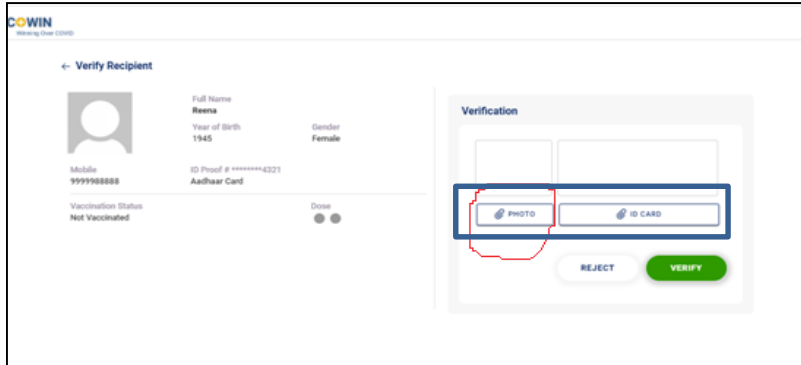 COWIN
Winning Over COVID
← Verify Recipient
Full Name
Reena
Year of Birth Gender
1945 Female
Mobile ID Proof # ********4321
9999988888 Aadhaar Card
Vaccination Status Dose
Not Vaccinated
Verification
PHOTO ID CARD
REJECT VERIFY